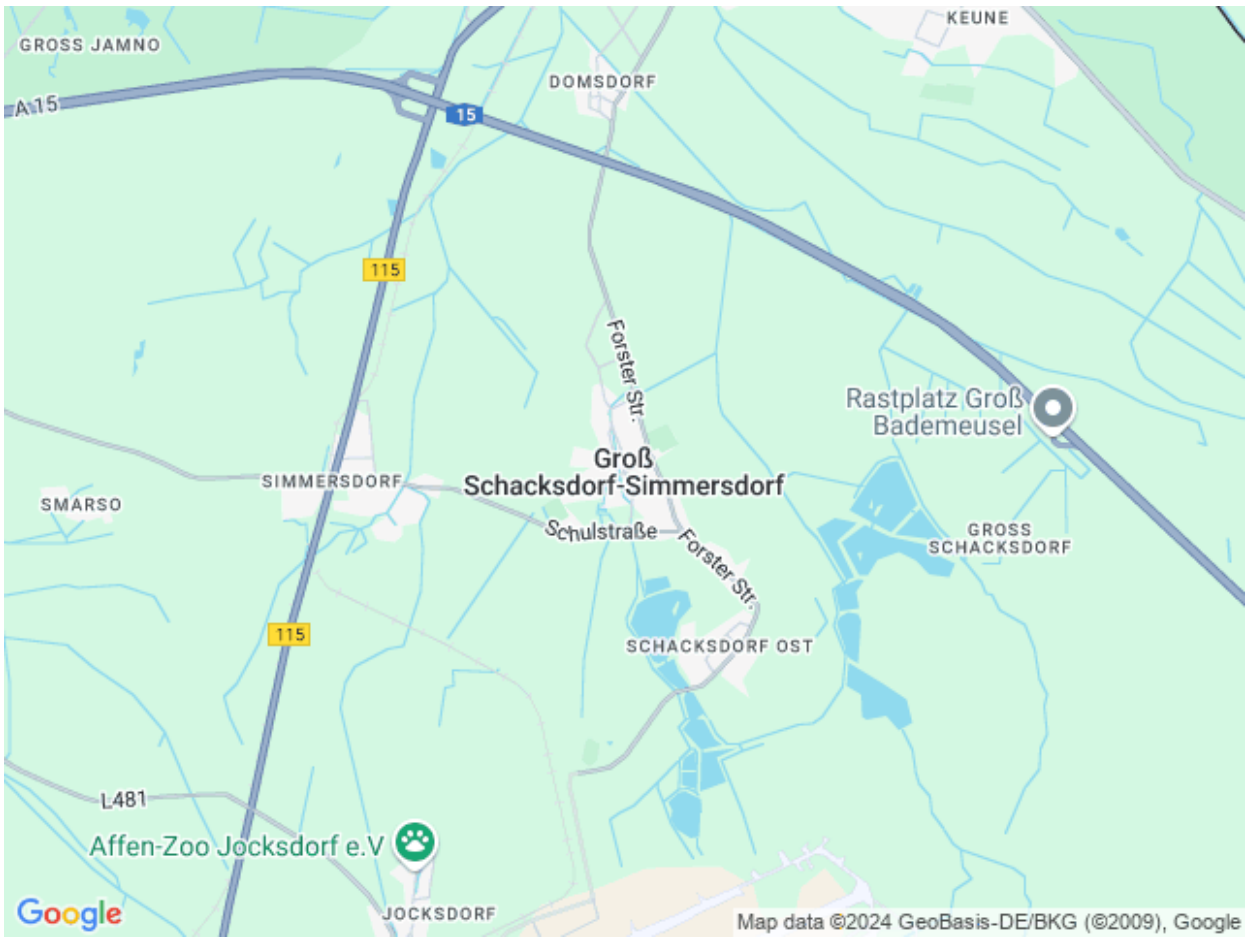 KEUNE
GROSS JAMNO
DOMSDORF
A 15
15
115
Forster Str.
Rastplatz Groß
Bademeusel
Groß
Schacksdorf-Simmersdorf
SIMMERSDORF
SMARSO
GROSS
SCHACKSDORF
Schulstraße
Forster Str.
115
SCHACKSDORF OST
L481
Affen-Zoo Jocksdorf e.V
JOCKSDORF
Google
Map data ©2024 GeoBasis-DE/BKG (©2009), Google